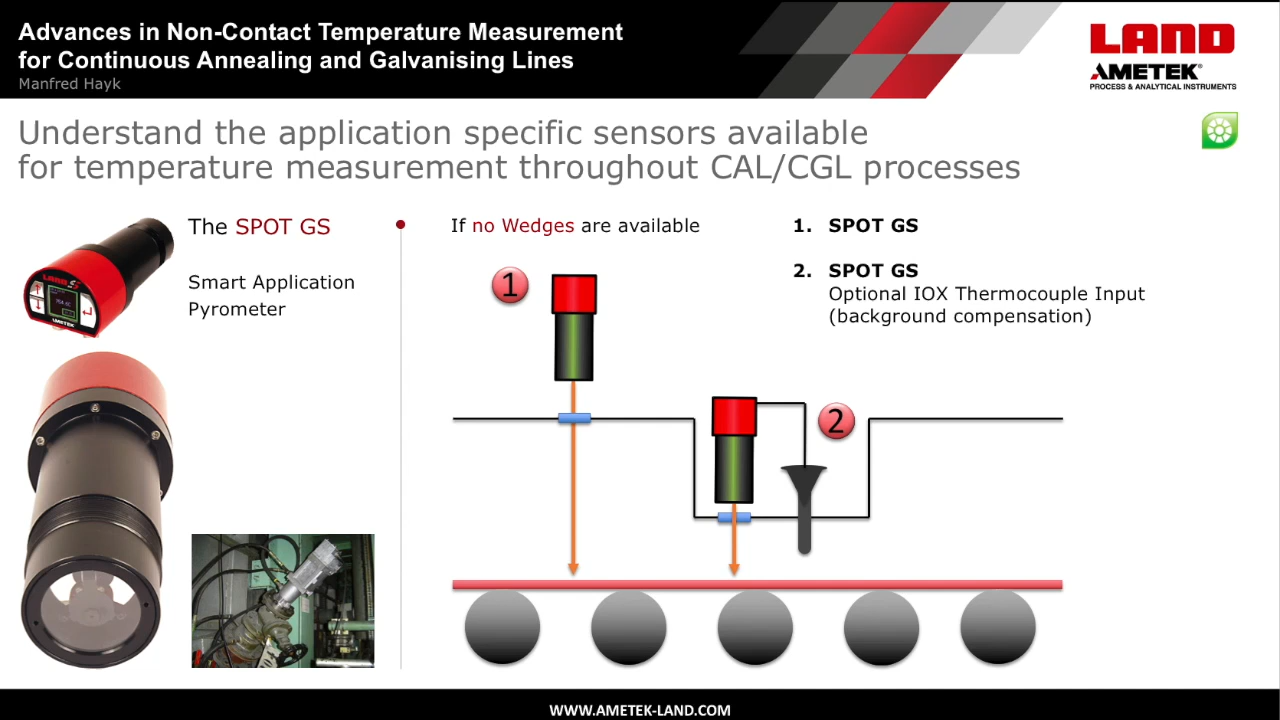 Advances in Non-Contact Temperature Measurement
for Continuous Annealing and Galvanising Lines
Manfred Hayk
LAND
AMETEK®
PROCESS & ANALYTICAL INSTRUMENTS
Understand the application specific sensors available
for temperature measurement throughout CAL/CGL processes
The SPOT GS
Smart Application
Pyrometer
LAND
AMETEK
If no Wedges are available
1
2
1. SPOT GS
2. SPOT GS
Optional IOX Thermocouple Input
(background compensation)
WWW.AMETEK-LAND.COM